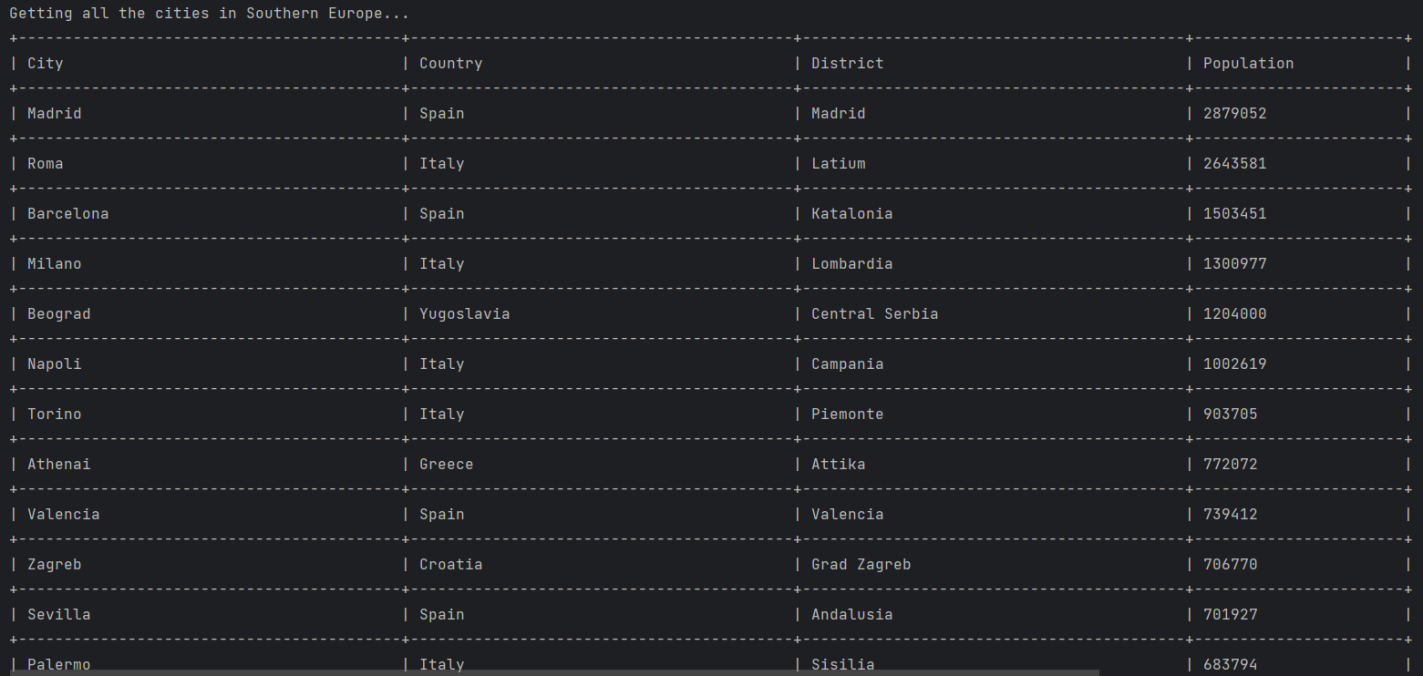 Getting all the cities in Southern Europe...
+------------------------------------------+------------------------------------------+------------------------------------------+-----------------------+
| City | Country | District | Population |
+------------------------------------------+------------------------------------------+------------------------------------------+-----------------------+
| Madrid | Spain | Madrid | 2879052 |
+------------------------------------------+------------------------------------------+------------------------------------------+-----------------------+
| Roma | Italy | Latium | 2643581 |
+------------------------------------------+------------------------------------------+------------------------------------------+-----------------------+
| Barcelona | Spain | Katalonia | 1503451 |
+------------------------------------------+------------------------------------------+------------------------------------------+-----------------------+
| Milano | Italy | Lombardia | 1300977 |
+------------------------------------------+------------------------------------------+------------------------------------------+-----------------------+
| Beograd | Yugoslavia | Central Serbia | 1204000 |
+------------------------------------------+------------------------------------------+------------------------------------------+-----------------------+
| Napoli | Italy | Campania | 1002619 |
+------------------------------------------+------------------------------------------+------------------------------------------+-----------------------+
| Torino | Italy | Piemonte | 903705 |
+------------------------------------------+------------------------------------------+------------------------------------------+-----------------------+
| Athenai | Greece | Attika | 772072 |
+------------------------------------------+------------------------------------------+------------------------------------------+-----------------------+
| Valencia | Spain | Valencia | 739412 |
+------------------------------------------+------------------------------------------+------------------------------------------+-----------------------+
| Zagreb | Croatia | Grad Zagreb | 706770 |
+------------------------------------------+------------------------------------------+------------------------------------------+-----------------------+
| Sevilla | Spain | Andalusia | 701927 |
+------------------------------------------+------------------------------------------+------------------------------------------+-----------------------+
| Palermo | Italy | Sisilia | 683794 |